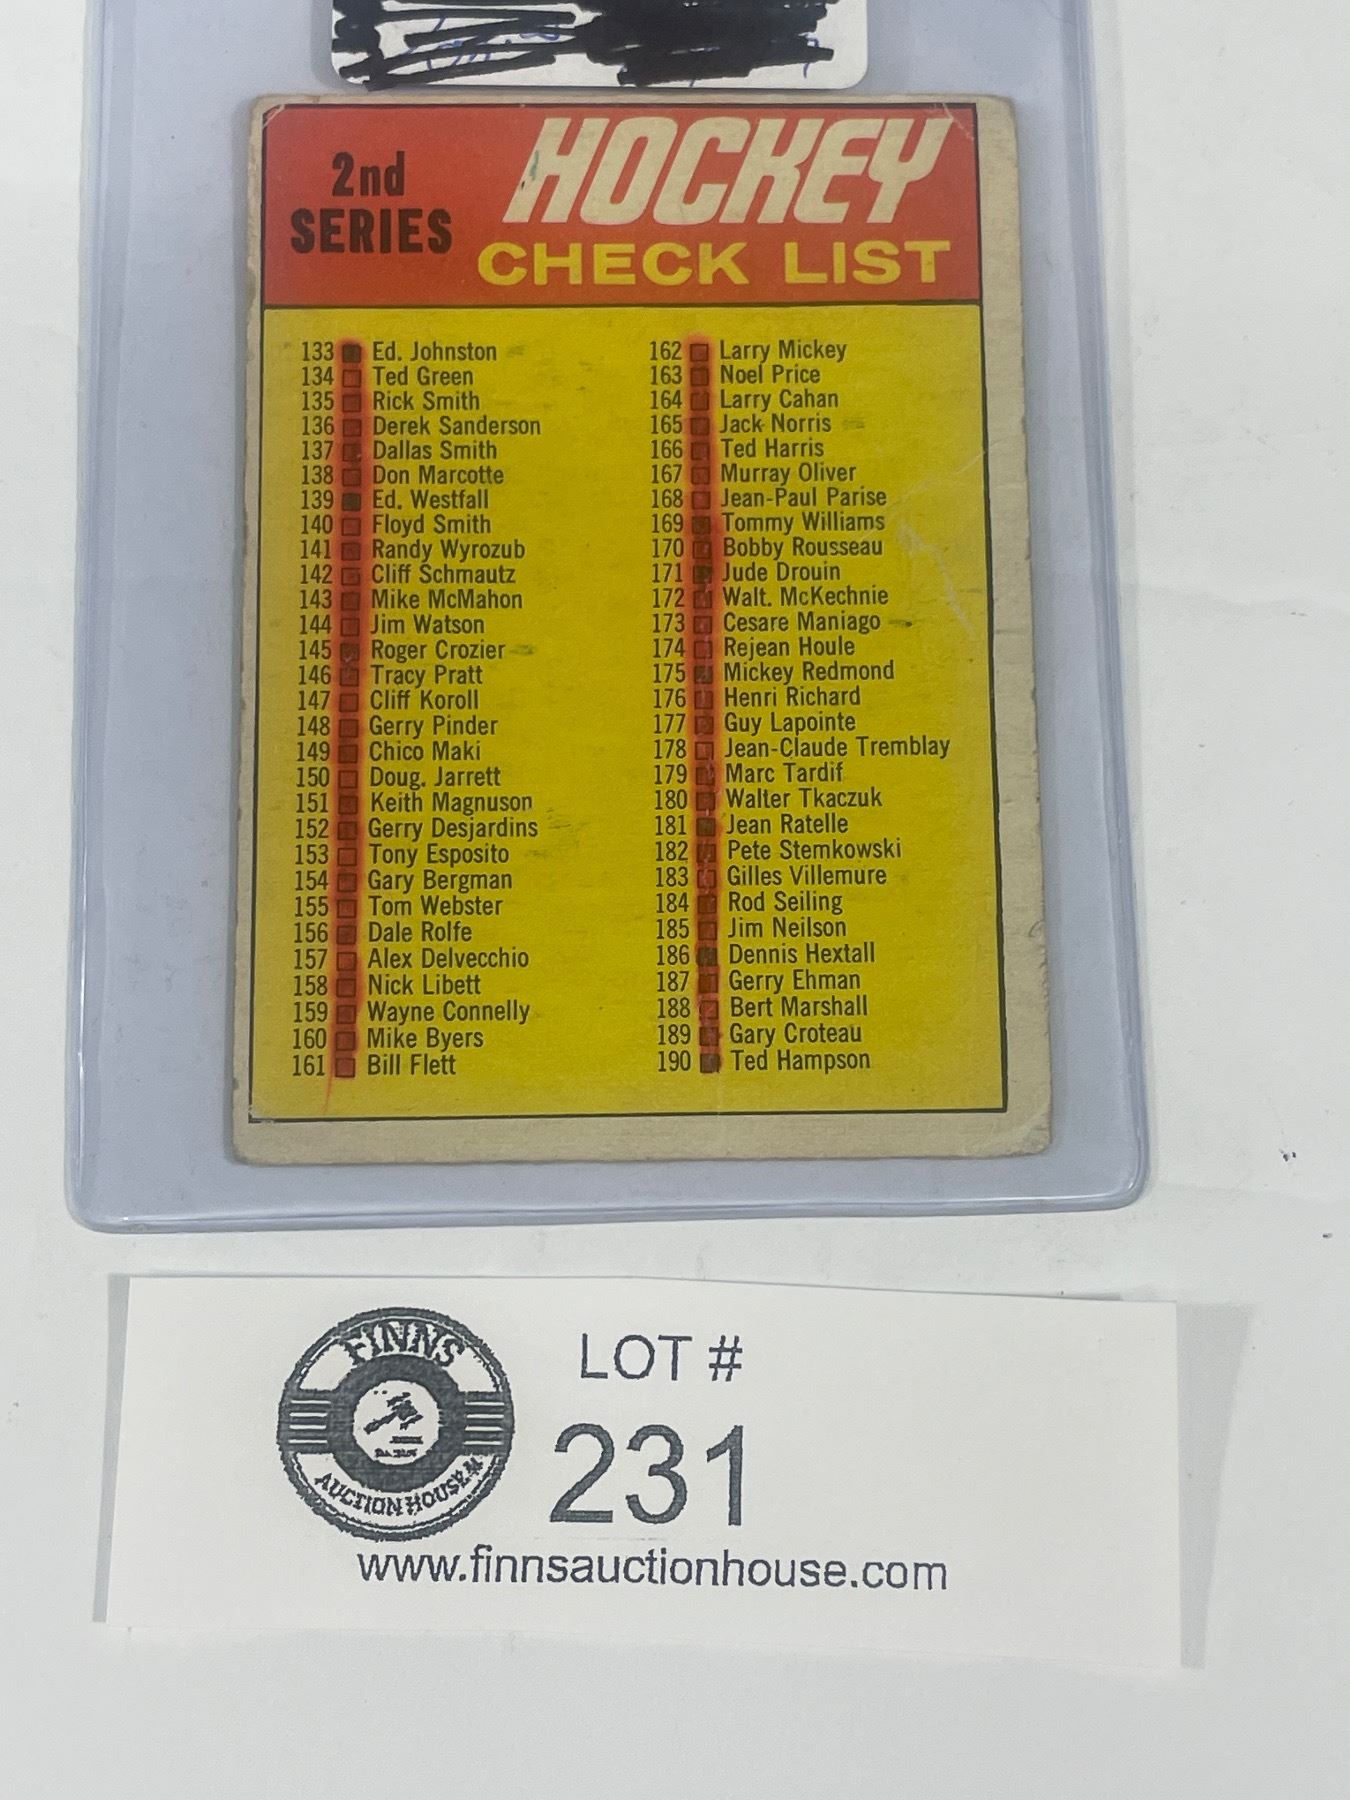 2nd
SERIES
HOCKEY
CHECK LIST
133 Ed. Johnston
134 Ted Green
135 Rick Smith
136 Derek Sanderson
137 Dallas Smith
138 Don Marcotte
139 Ed. Westfall
140 Floyd Smith
141 Randy Wyrozub
142 Cliff Schmautz
143 Mike McMahon
144 Jim Watson
145 Roger Crozier
146 Tracy Pratt
147 Cliff Koroll
148 Gerry Pinder
149 Chico Maki
150 Doug. Jarrett
151 Keith Magnuson
152 Gerry Desjardins
153 Tony Esposito
154 Gary Bergman
155 Tom Webster
156 Dale Rolfe
157 Alex Delvecchio
158 Nick Libett
159 Wayne Connelly
160 Mike Byers
161 Bill Flett
162 Larry Mickey
163 Noel Price
164 Larry Cahan
165 Jack Norris
166 Ted Harris
167 Murray Oliver
168 Jean-Paul Parise
169 Tommy Williams
170 Bobby Rousseau
171 Jude Drouin
172 Walt. McKechnie
173 Cesare Maniago
174 Rejean Houle
175 Mickey Redmond
176 Henri Richard
177 Guy Lapointe
178 Jean-Claude Tremblay
179 Marc Tardif
180 Walter Tkaczuk
181 Jean Ratelle
182 Pete Stemkowski
183 Gilles Villemure
184 Rod Seiling
185 Jim Neilson
186 Dennis Hextall
187 Gerry Ehman
188 Bert Marshall
189 Gary Croteau
190 Ted Hampson
FINNS
AUCTION HOUSE
LOT #
231
www.finnsauctionhouse.com